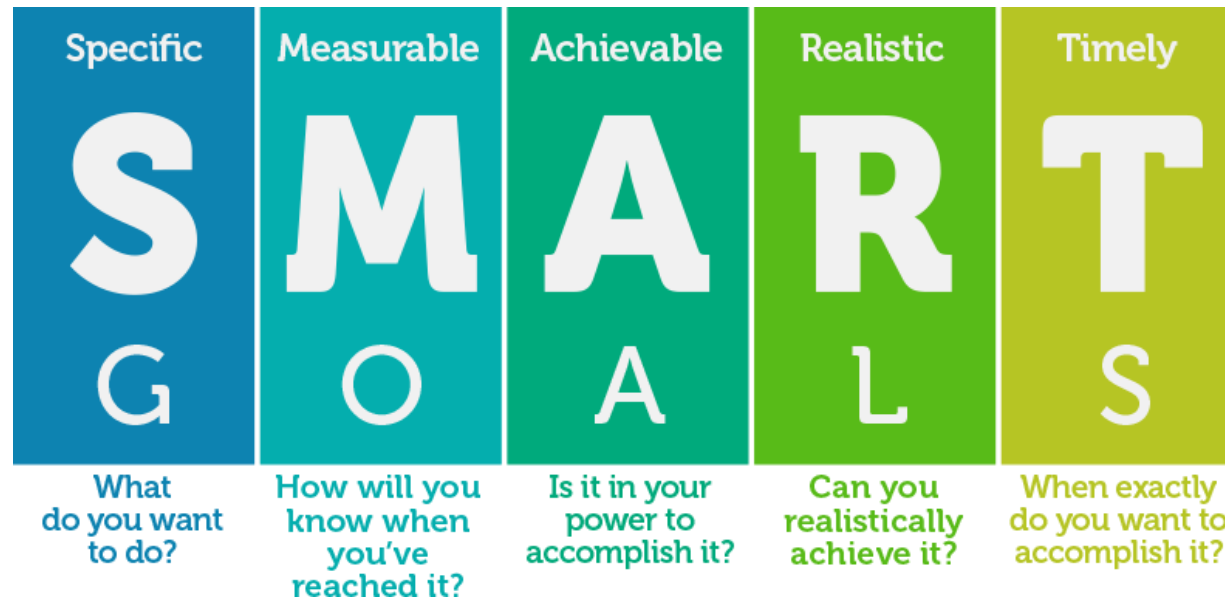 Specific
Measurable
Achievable
Realistic
Timely
S
M
A
R
T
G
O
A
L
S
What
do you want
to do?
How will you
know when
you've
reached it?
Is it in your
power to
accomplish it?
Can you
realistically
achieve it?
When exactly
do you want to
accomplish it?